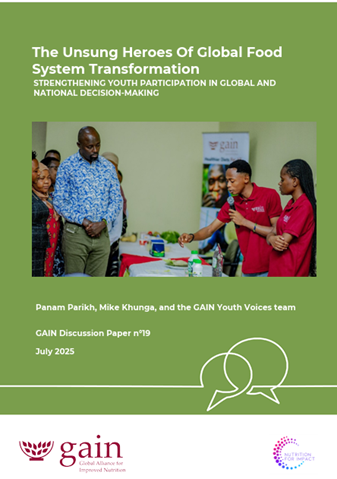 The Unsung Heroes Of Global Food
System Transformation
STRENGTHENING YOUTH PARTICIPATION IN GLOBAL AND
NATIONAL DECISION-MAKING
gain
Panam Parikh, Mike Khunga, and the GAIN Youth Voices team
GAIN Discussion Paper n°19
July 2025
gain
Global Alliance for
Improved Nutrition
NUTRITION
FOR IMPACT